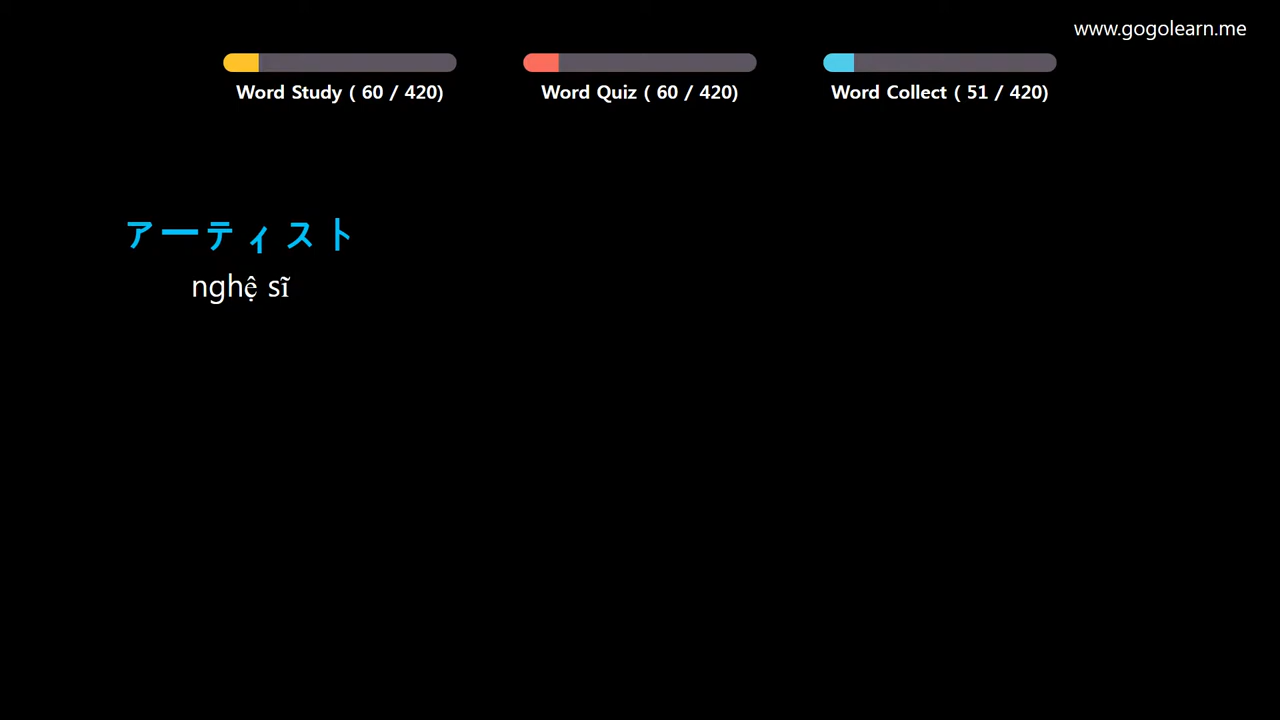 www.gogolearn.me
Word Study ( 60 / 420)
Word Quiz ( 60 / 420)
Word Collect ( 51 / 420)
アーティスト
nghệ sĩ